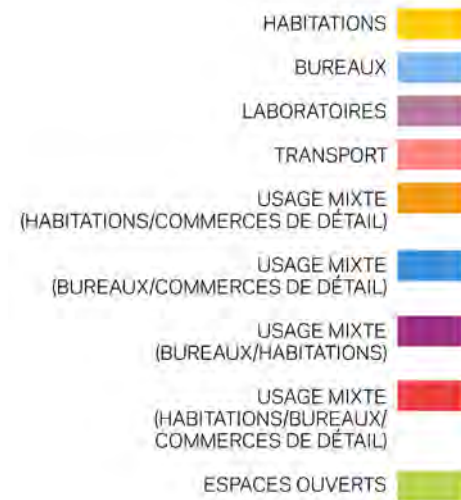 HABITATIONS
BUREAUX
LABORATOIRES
TRANSPORT
USAGE MIXTE
(HABITATIONS/COMMERCES DE DÉTAIL)
USAGE MIXTE
(BUREAUX/COMMERCES DE DÉTAIL)
USAGE MIXTE
(BUREAUX/HABITATIONS)
USAGE MIXTE
(HABITATIONS/BUREAUX/
COMMERCES DE DÉTAIL)
ESPACES OUVERTS